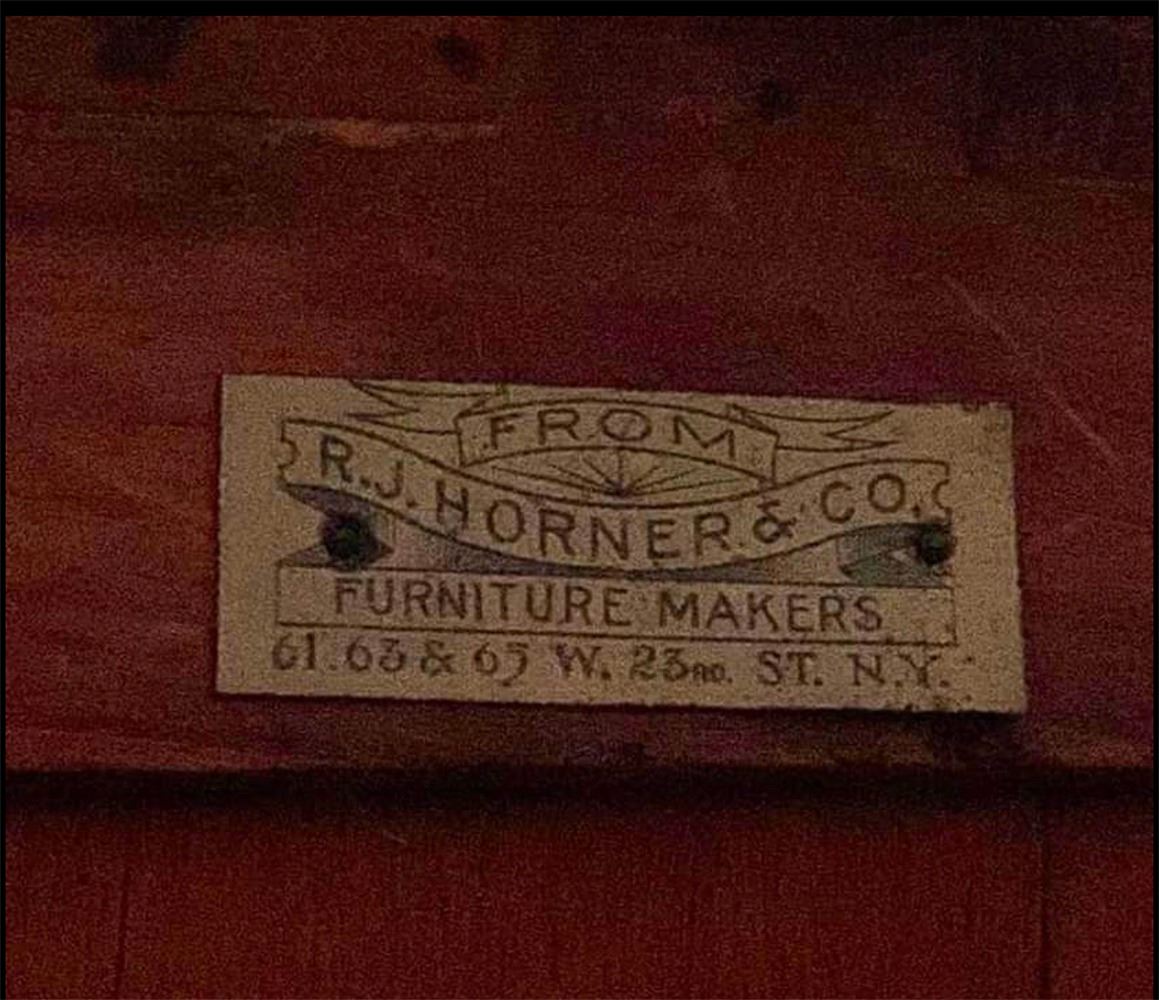 FROM
R.J. HORNER & CO.
FURNITURE MAKERS
61.63 & 65 W. 23RD. ST. N.Y.